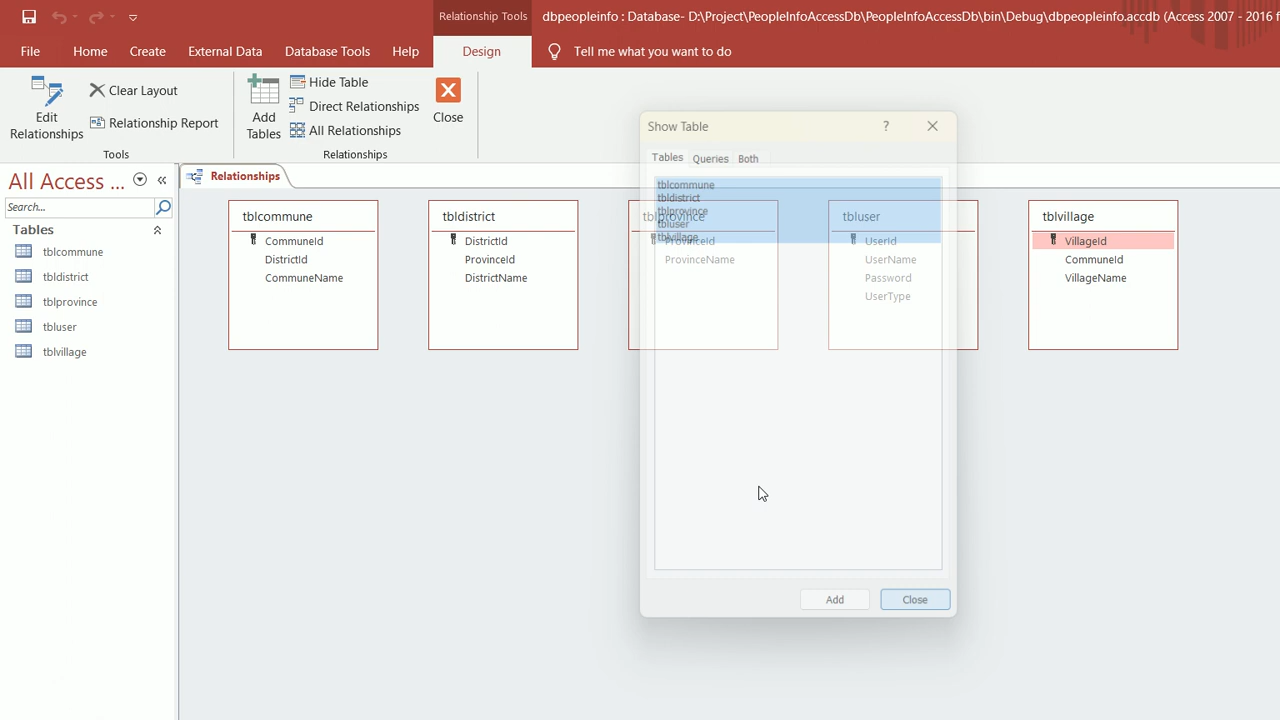 Relationship Tools
dbpeopleinfo : Database- D:\Project\PeopleInfoAccessDb\PeopleInfoAccessDb\bin\Debug\dbpeopleinfo.accdb (Access 2007 - 2016 f
File Home Create External Data Database Tools Help Design Tell me what you want to do
Edit Relationships
Clear Layout
Relationship Report
Tools
Add Tables
Hide Table
Direct Relationships
All Relationships
Close
Relationships
All Access ...
Search...
Tables
tblcommune
tbldistrict
tblprovince
tbluser
tblvillage
Relationships
tblcommune
CommuneId
DistrictId
CommuneName
tbldistrict
DistrictId
ProvinceId
DistrictName
tblprovince
ProvinceId
ProvinceName
tbluser
UserId
UserName
Password
UserType
tblvillage
VillageId
CommuneId
VillageName
Show Table
?
Tables Queries Both
tblcommune
tbldistrict
tblprovince
tbluser
tblvillage
Add Close